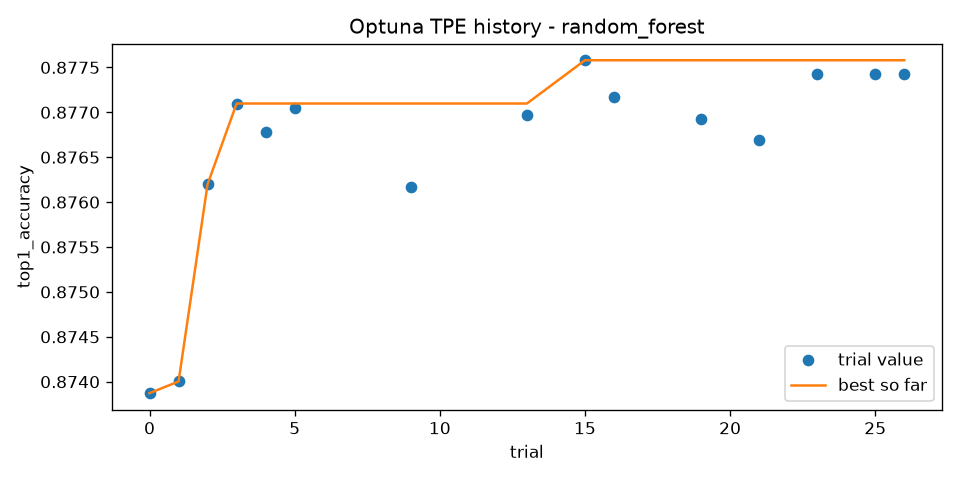 Optuna TPE history - random_forest
top1_accuracy
0.8775
0.8770
0.8765
0.8760
0.8755
0.8750
0.8745
0.8740
trial value
best so far
0 5 10 15 20 25
trial